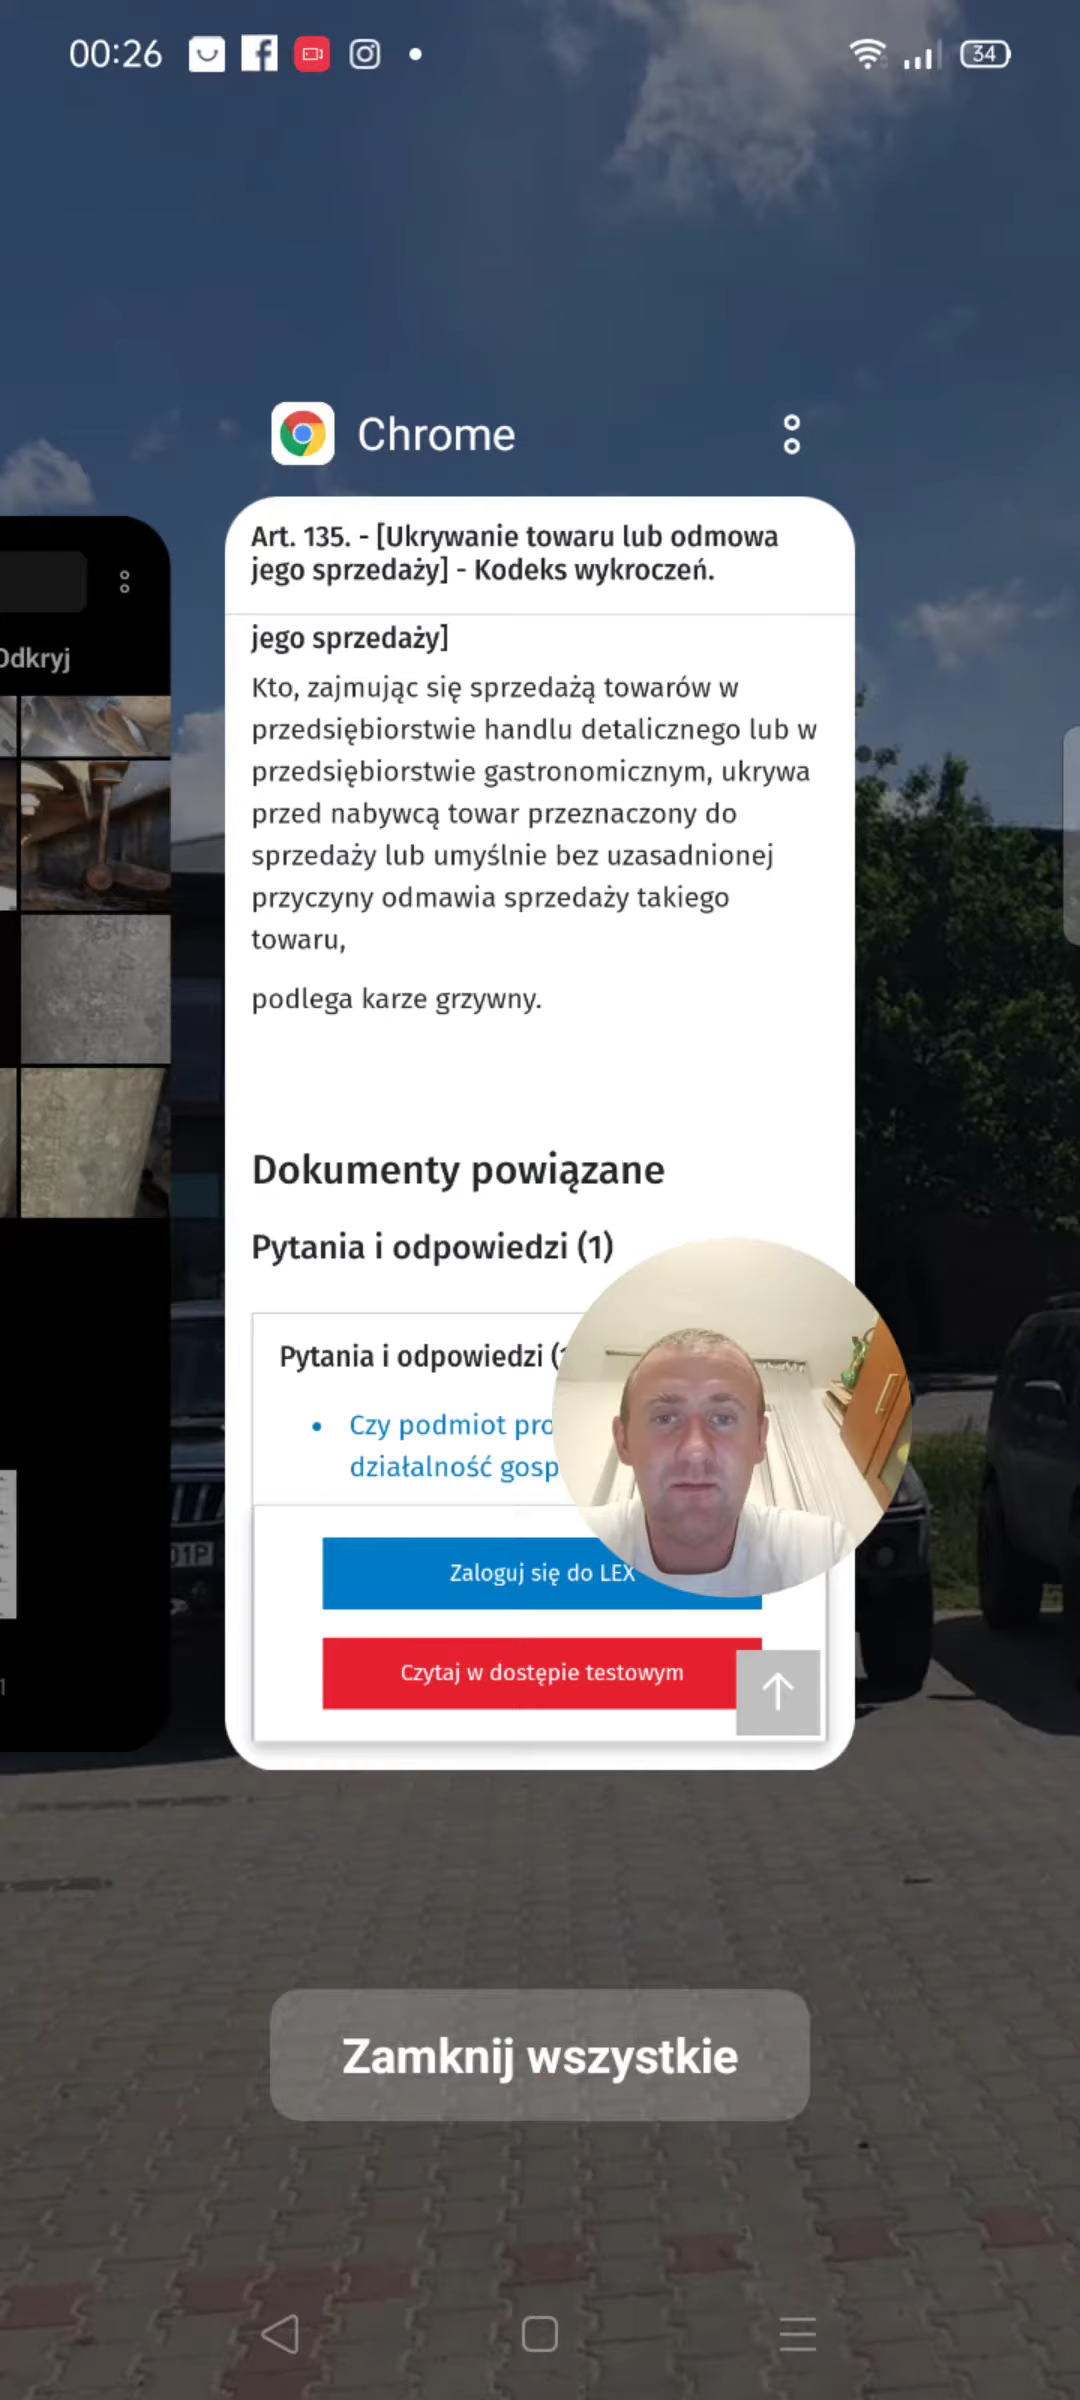 00:26
34
Chrome
Odkryj
Art. 135. - [Ukrywanie towaru lub odmowa
jego sprzedaży] - Kodeks wykroczeń.
jego sprzedaży]
Kto, zajmując się sprzedażą towarów w
przedsiębiorstwie handlu detalicznego lub w
przedsiębiorstwie gastronomicznym, ukrywa
przed nabywcą towar przeznaczony do
sprzedaży lub umyślnie bez uzasadnionej
przyczyny odmawia sprzedaży takiego
towaru,
podlega karze grzywny.
Dokumenty powiązane
Pytania i odpowiedzi (1)
Pytania i odpowiedzi
Czy podmiot
działalność
Zaloguj się do LEX
Czytaj w dostępie testowym
Zamknij wszystkie